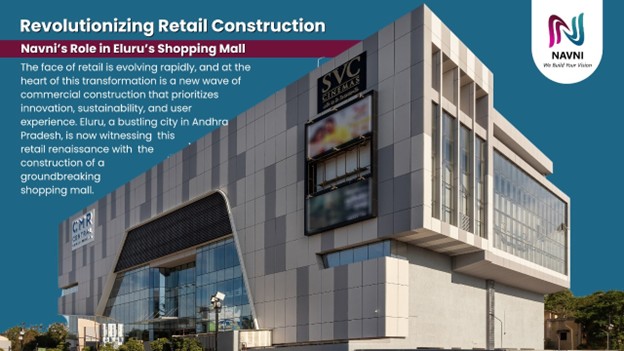 Revolutionizing Retail Construction
Navni's Role in Eluru's Shopping Mall
The face of retail is evolving rapidly, and at the
heart of this transformation is a new wave of
commercial construction that prioritizes
innovation, sustainability, and user
experience. Eluru, a bustling city in Andhra
Pradesh, is now witnessing this
retail renaissance with the
construction of a
groundbreaking
shopping mall.
NAVNI
We Build Your Vision
SVC
CINEMAS
CMR
CENTRAL